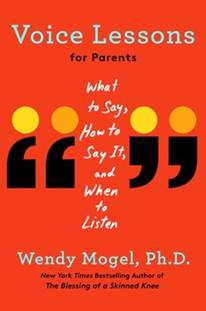 Voice Lessons
for Parents
What
to Say,
How to
Say It,
and
When
to
Listen
Wendy Mogel, Ph.D.
New York Times Bestselling Author of
The Blessing of a Skinned Knee